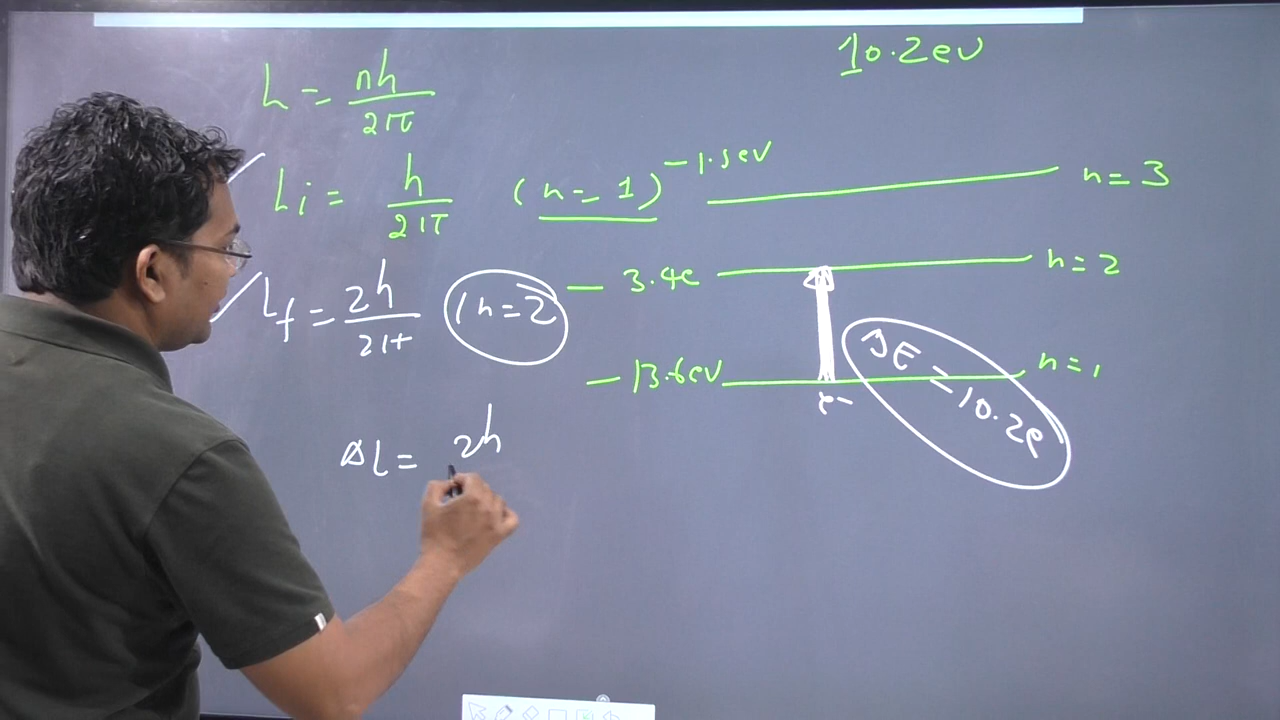 10.2ev
L = nh/2π
Li = h/2π (n = 1)
-1.5ev n = 3
Lf = 2h/2π (n = 2)
- 3.4e n = 2
- 13.6ev n = 1
e-
E = 10.2e
ΔL = 2h